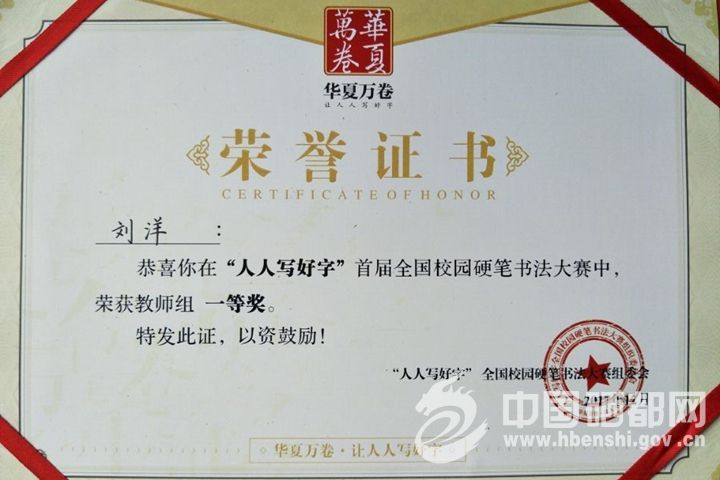 華夏
萬卷
华夏万卷
让人人写好字
荣誉证书
CERTIFICATE OF HONOR
刘洋:
恭喜你在“人人写好字”首届全国校园硬笔书法大赛中,
荣获教师组 一等奖。
特发此证，以资鼓励!
“人人写好字” 全国校园硬笔书法大赛组委会
华夏万卷·让人人写好字
中国硒都网
www.hbenshi.gov.cn